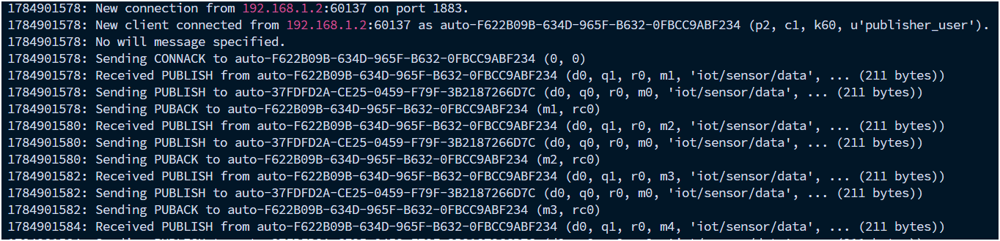 1784901578: New connection from 192.168.1.2:60137 on port 1883.
1784901578: New client connected from 192.168.1.2:60137 as auto-F622B09B-634D-965F-B632-0FBCC9ABF234 (p2, c1, k60, u'publisher_user').
1784901578: No will message specified.
1784901578: Sending CONNACK to auto-F622B09B-634D-965F-B632-0FBCC9ABF234 (0, 0)
1784901578: Received PUBLISH from auto-F622B09B-634D-965F-B632-0FBCC9ABF234 (d0, q1, r0, m1, 'iot/sensor/data', ... (211 bytes))
1784901578: Sending PUBLISH to auto-37FDFD2A-CE25-0459-F79F-3B2187266D7C (d0, q0, r0, m0, 'iot/sensor/data', ... (211 bytes))
1784901578: Sending PUBACK to auto-F622B09B-634D-965F-B632-0FBCC9ABF234 (m1, rc0)
1784901580: Received PUBLISH from auto-F622B09B-634D-965F-B632-0FBCC9ABF234 (d0, q1, r0, m2, 'iot/sensor/data', ... (211 bytes))
1784901580: Sending PUBLISH to auto-37FDFD2A-CE25-0459-F79F-3B2187266D7C (d0, q0, r0, m0, 'iot/sensor/data', ... (211 bytes))
1784901580: Sending PUBACK to auto-F622B09B-634D-965F-B632-0FBCC9ABF234 (m2, rc0)
1784901582: Received PUBLISH from auto-F622B09B-634D-965F-B632-0FBCC9ABF234 (d0, q1, r0, m3, 'iot/sensor/data', ... (211 bytes))
1784901582: Sending PUBLISH to auto-37FDFD2A-CE25-0459-F79F-3B2187266D7C (d0, q0, r0, m0, 'iot/sensor/data', ... (211 bytes))
1784901582: Sending PUBACK to auto-F622B09B-634D-965F-B632-0FBCC9ABF234 (m3, rc0)
1784901584: Received PUBLISH from auto-F622B09B-634D-965F-B632-0FBCC9ABF234 (d0, q1, r0, m4, 'iot/sensor/data', ... (211 bytes))